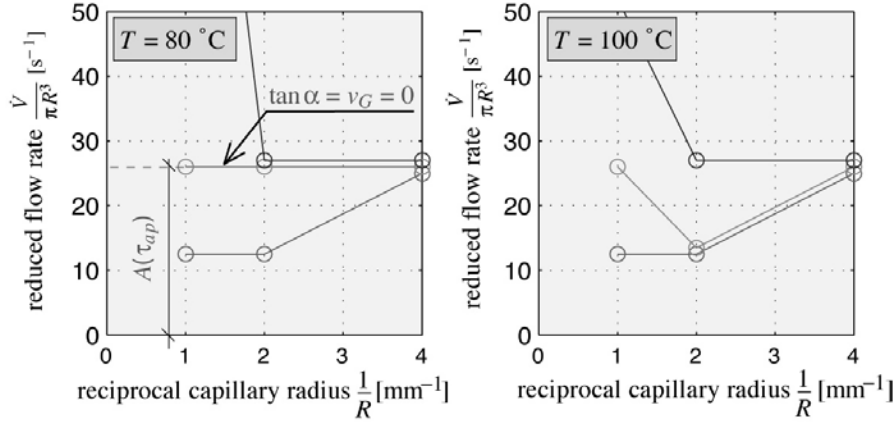 50
40
30
20
10
0
T = 80 °C
tan α = v_G = 0
A(τ_ap)
reduced flow rate V̇/πR³ [s⁻¹]
0 1 2 3 4
reciprocal capillary radius 1/R [mm⁻¹]
50
40
30
20
10
0
T = 100 °C
reduced flow rate V̇/πR³ [s⁻¹]
0 1 2 3 4
reciprocal capillary radius 1/R [mm⁻¹]